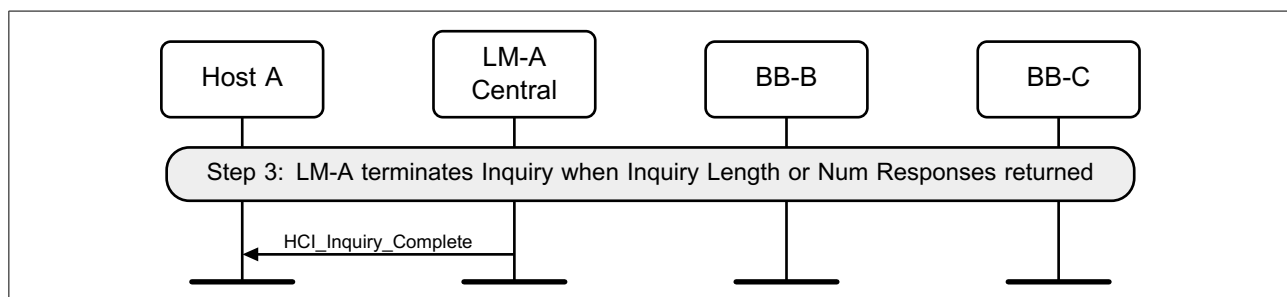 Host A
LM-A
Central
BB-B
BB-C
Step 3: LM-A terminates Inquiry when Inquiry Length or Num Responses returned
HCI_Inquiry_Complete